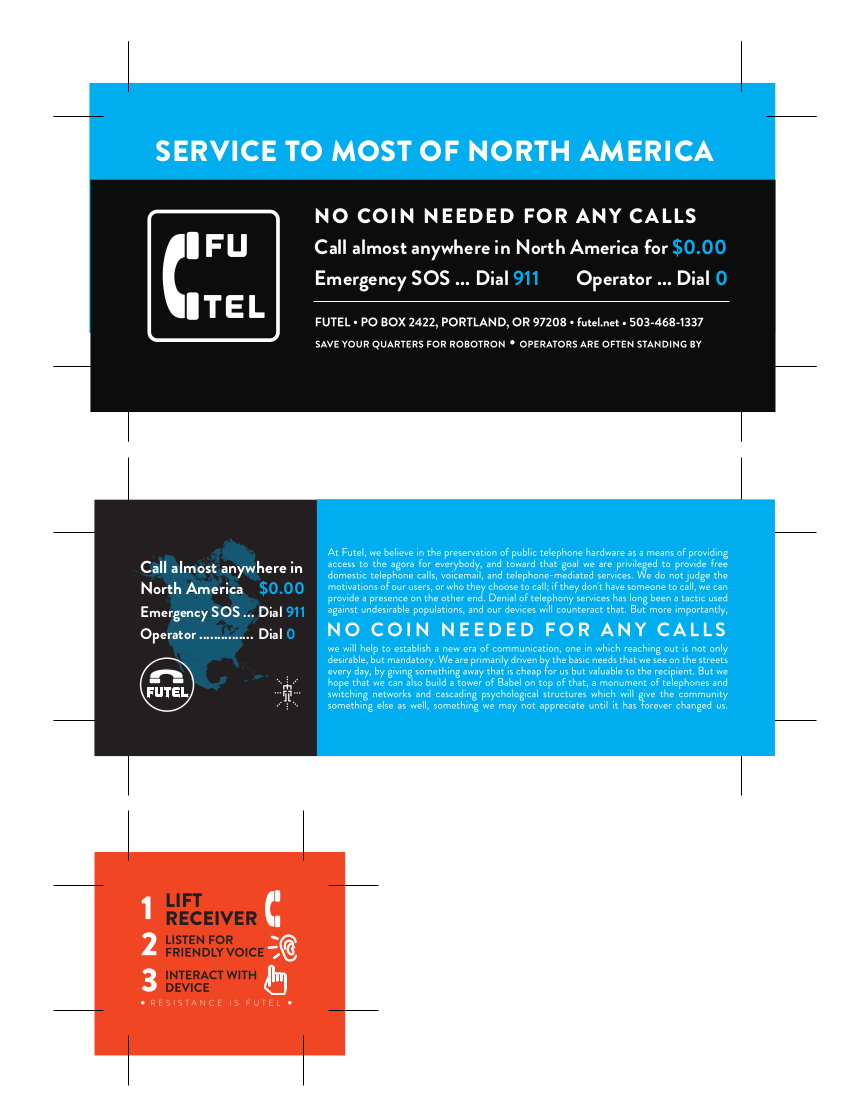 SERVICE TO MOST OF NORTH AMERICA
FU
TEL
NO COIN NEEDED FOR ANY CALLS
Call almost anywhere in North America for $0.00
Emergency SOS ... Dial 911 Operator ... Dial 0
FUTEL • PO BOX 2422, PORTLAND, OR 97208 • futel.net • 503-468-1337
SAVE YOUR QUARTERS FOR ROBOTRON • OPERATORS ARE OFTEN STANDING BY
Call almost anywhere in
North America $0.00
Emergency SOS ... Dial 911
Operator ............... Dial 0
FUTEL
At Futel, we believe in the preservation of public telephone hardware as a means of providing
access to the agora for everybody, and toward that goal we are privileged to provide free
domestic telephone calls, voicemail, and telephone-mediated services. We do not judge the
motivations of our users, or who they choose to call; if they don't have someone to call, we can
provide a presence on the other end. Denial of telephony services has long been a tactic used
against undesirable populations, and our devices will counteract that. But more importantly,
NO COIN NEEDED FOR ANY CALLS
we will help to establish a new era of communication, one in which reaching out is not only
desirable, but mandatory. We are primarily driven by the basic needs that we see on the streets
every day, by giving something away that is cheap for us but valuable to the recipient. But we
hope that we can also build a tower of Babel on top of that, a monument of telephones and
switching networks and cascading psychological structures which will give the community
something else as well, something we may not appreciate until it has forever changed us.
1 LIFT
RECEIVER
2 LISTEN FOR
FRIENDLY VOICE
3 INTERACT WITH
DEVICE
• RESISTANCE IS FUTEL •